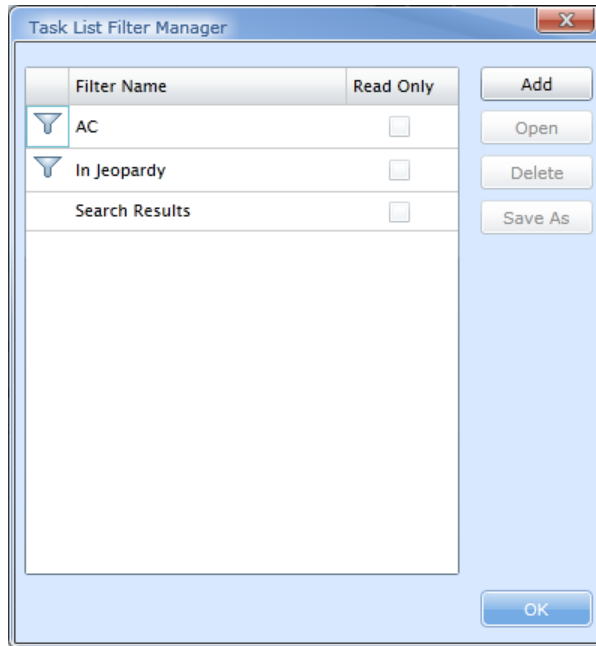 Task List Filter Manager
Filter Name Read Only
AC
In Jeopardy
Search Results
Add
Open
Delete
Save As
OK